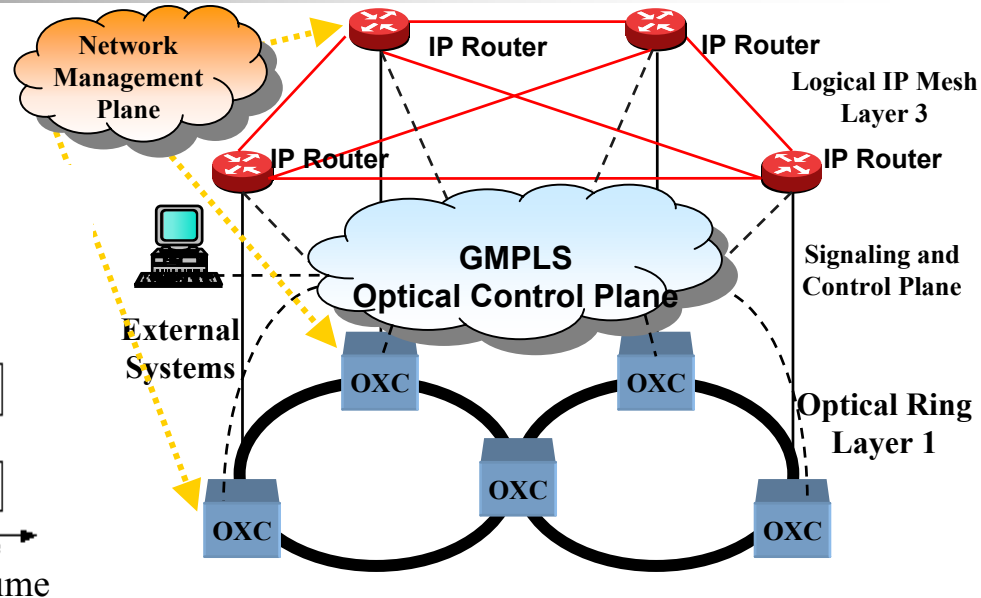 Network
Management
Plane
IP Router
IP Router
Logical IP Mesh
Layer 3
IP Router
IP Router
GMPLS
Optical Control Plane
Signaling and
Control Plane
External
Systems
OXC
OXC
Optical Ring
Layer 1
OXC
OXC
OXC